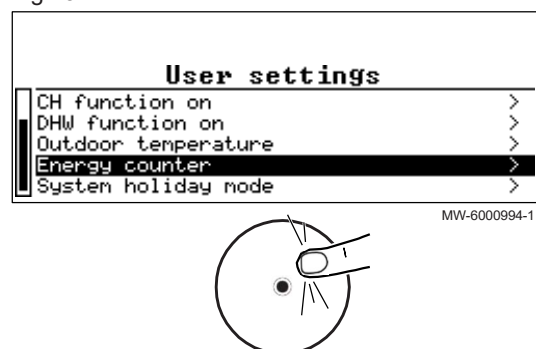 User settings
CH function on >
DHW function on >
Outdoor temperature >
Energy counter >
System holiday mode >
MW-6000994-1